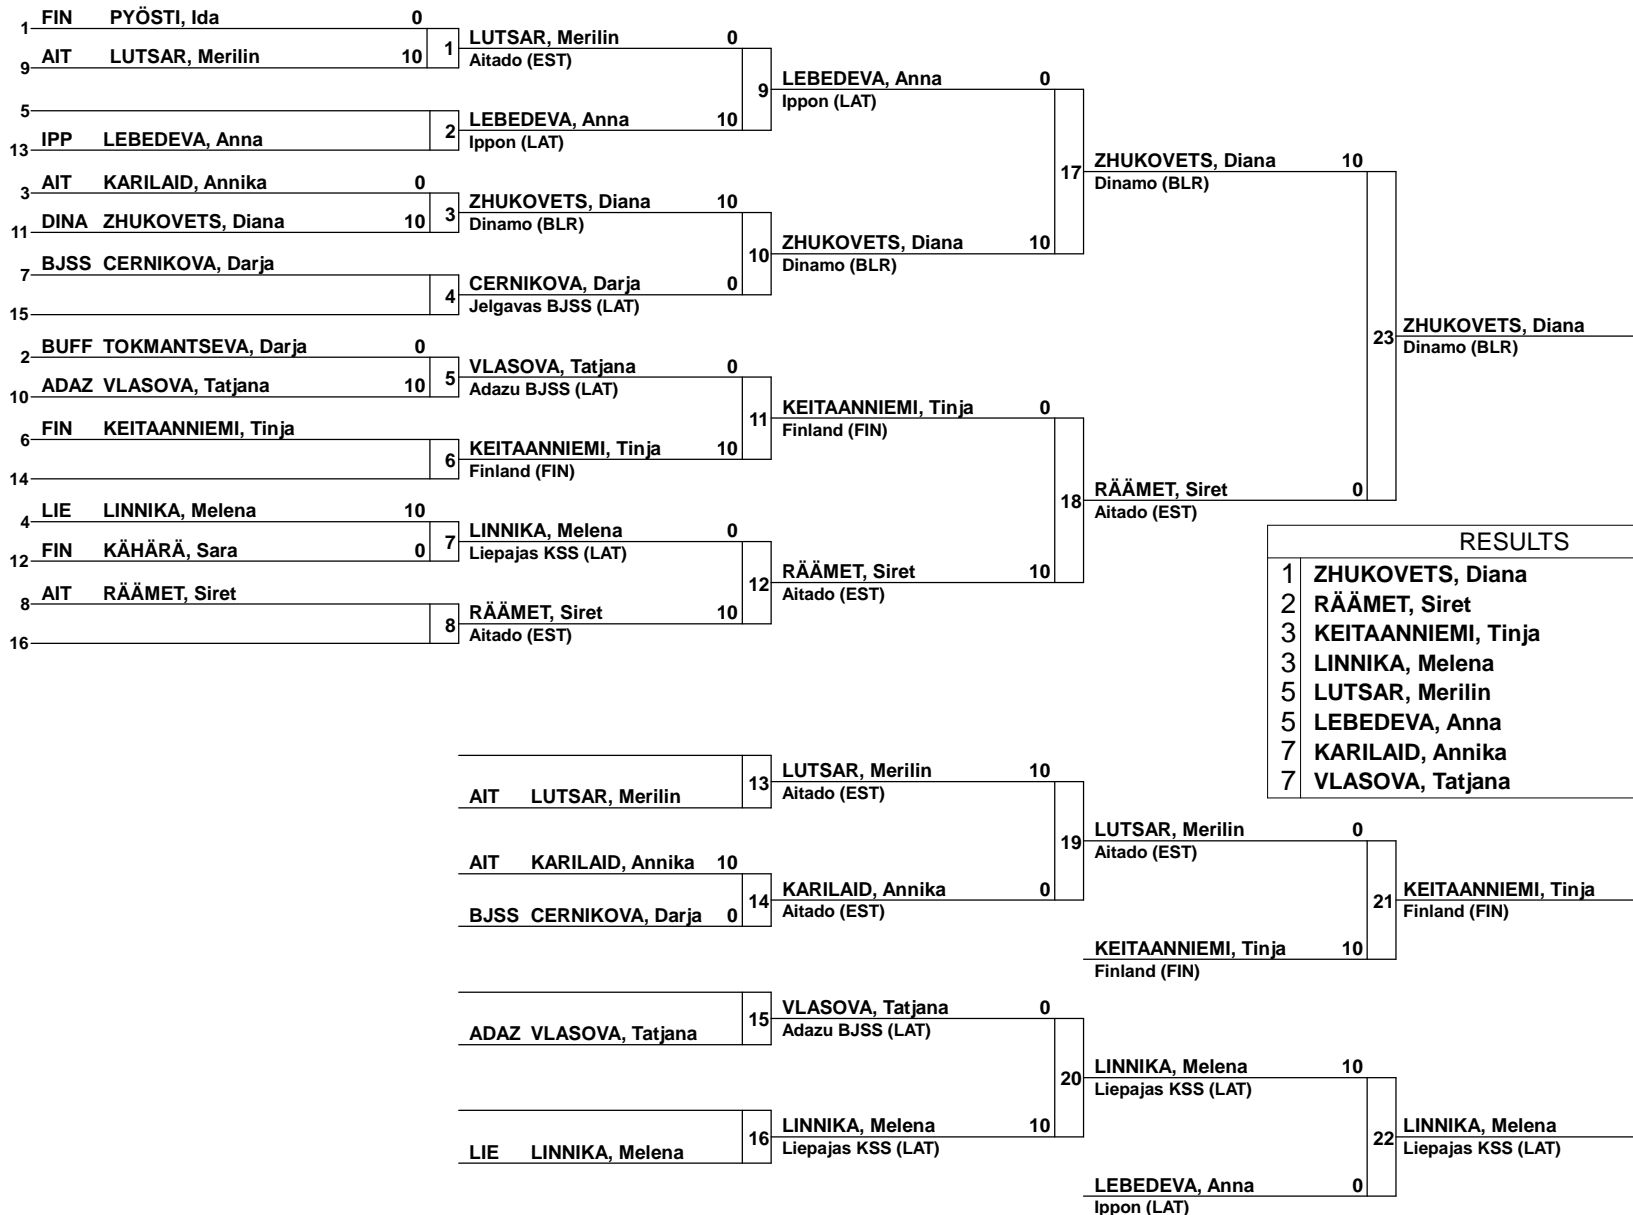 1 FIN PYÖSTI, Ida 0
9 AIT LUTSAR, Merilin 10
1 LUTSAR, Merilin 0
Aitado (EST)
5
13 IPP LEBEDEVA, Anna
2 LEBEDEVA, Anna 10
Ippon (LAT)
9 LEBEDEVA, Anna 0
Ippon (LAT)
3 AIT KARILAID, Annika 0
11 DINA ZHUKOVETS, Diana 10
3 ZHUKOVETS, Diana 10
Dinamo (BLR)
7 BJSS CERNIKOVA, Darja
15
4 CERNIKOVA, Darja 0
Jelgavas BJSS (LAT)
10 ZHUKOVETS, Diana 10
Dinamo (BLR)
17 ZHUKOVETS, Diana 10
Dinamo (BLR)
2 BUFF TOKMANTSEVA, Darja 0
10 ADAZ VLASOVA, Tatjana 10
5 VLASOVA, Tatjana 0
Adazu BJSS (LAT)
6 FIN KEITAANNIEMI, Tinja
14
6 KEITAANNIEMI, Tinja 10
Finland (FIN)
11 KEITAANNIEMI, Tinja 0
Finland (FIN)
4 LIE LINNIKA, Melena 10
12 FIN KÄHÄRÄ, Sara 0
7 LINNIKA, Melena 0
Liepajas KSS (LAT)
8 AIT RÄÄMET, Siret
16
8 RÄÄMET, Siret 10
Aitado (EST)
12 RÄÄMET, Siret 10
Aitado (EST)
18 RÄÄMET, Siret 0
Aitado (EST)
23 ZHUKOVETS, Diana
Dinamo (BLR)
RESULTS
1 ZHUKOVETS, Diana
2 RÄÄMET, Siret
3 KEITAANNIEMI, Tinja
3 LINNIKA, Melena
5 LUTSAR, Merilin
5 LEBEDEVA, Anna
7 KARILAID, Annika
7 VLASOVA, Tatjana
AIT LUTSAR, Merilin
13 LUTSAR, Merilin 10
Aitado (EST)
AIT KARILAID, Annika 10
BJSS CERNIKOVA, Darja 0
14 KARILAID, Annika 0
Aitado (EST)
19 LUTSAR, Merilin 0
Aitado (EST)
KEITAANNIEMI, Tinja 10
Finland (FIN)
21 KEITAANNIEMI, Tinja
Finland (FIN)
ADAZ VLASOVA, Tatjana
15 VLASOVA, Tatjana 0
Adazu BJSS (LAT)
LIE LINNIKA, Melena
16 LINNIKA, Melena 10
Liepajas KSS (LAT)
20 LINNIKA, Melena 10
Liepajas KSS (LAT)
LEBEDEVA, Anna 0
Ippon (LAT)
22 LINNIKA, Melena
Liepajas KSS (LAT)